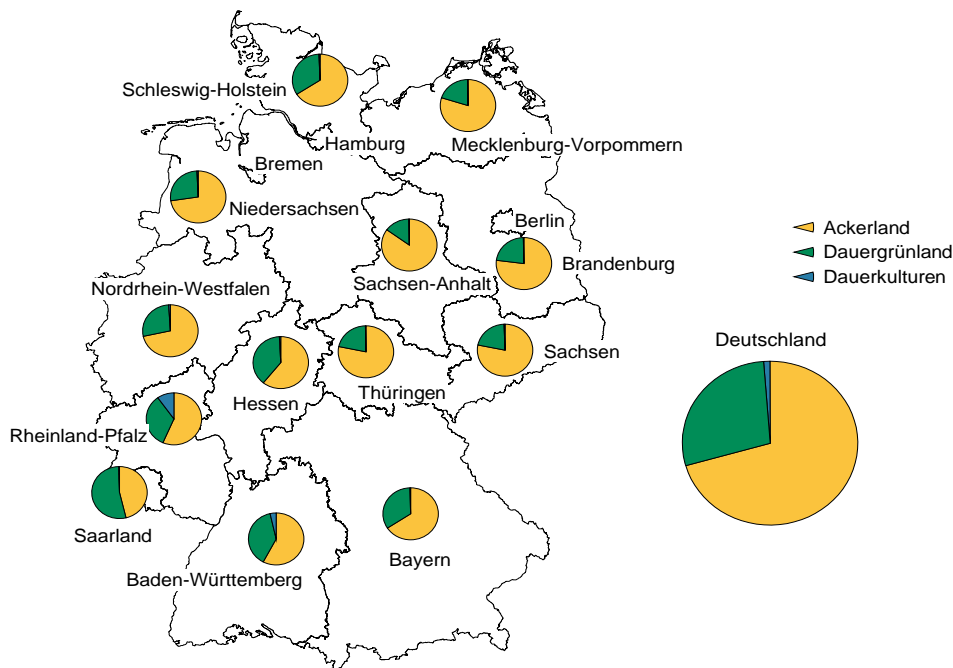 Schleswig-Holstein
Hamburg
Mecklenburg-Vorpommern
Bremen
Niedersachsen
Berlin
Ackerland
Dauergrünland
Dauerkulturen
Brandenburg
Sachsen-Anhalt
Nordrhein-Westfalen
Deutschland
Sachsen
Thüringen
Hessen
Rheinland-Pfalz
Saarland
Bayern
Baden-Württemberg